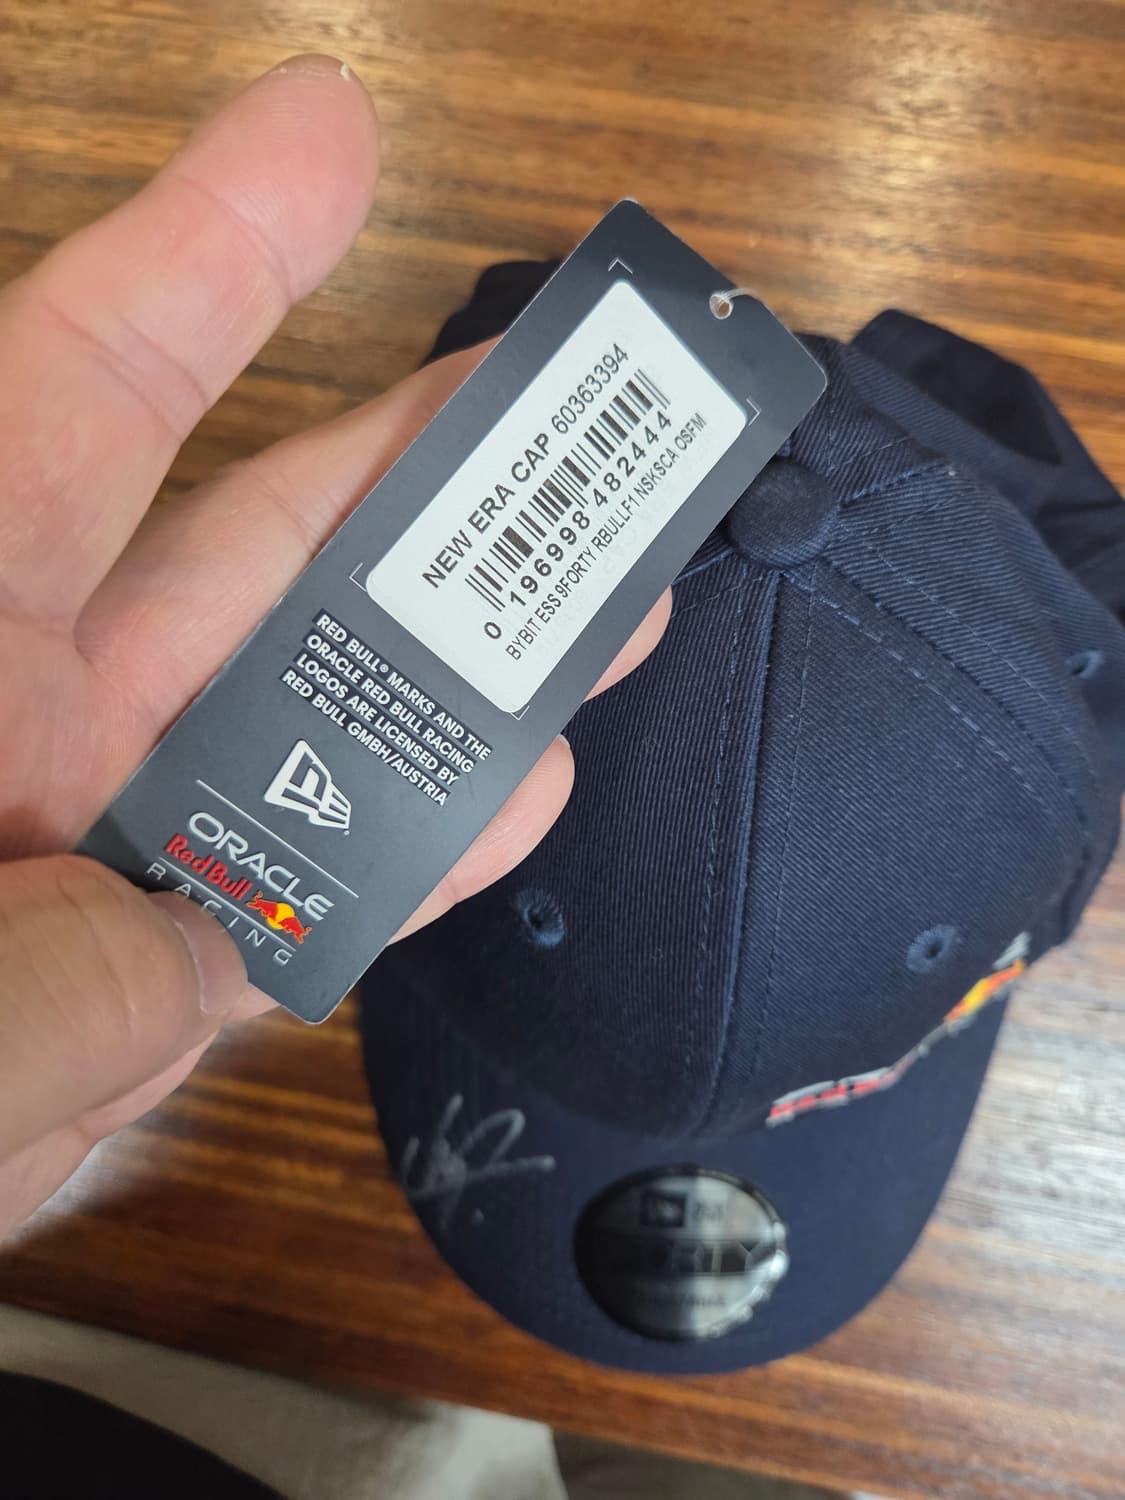 NEW ERA CAP 60363394
0 196998 482444
BYBIT ESS 9FORTY RBULLF1 NSKSCA OSFM
RED BULL® MARKS AND THE
ORACLE RED BULL RACING
LOGOS ARE LICENSED BY
RED BULL GMBH/AUSTRIA
ORACLE
Red Bull
RACING